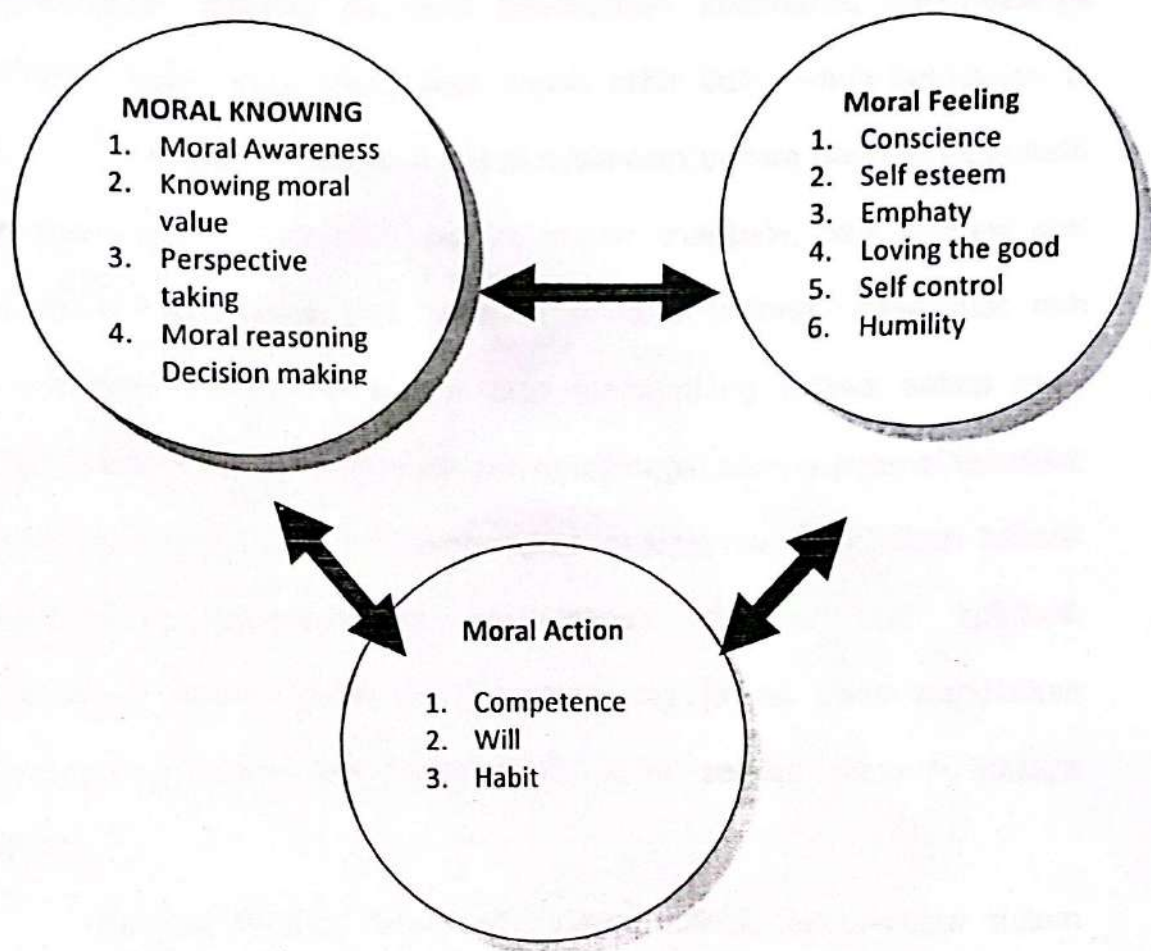 MORAL KNOWING
1. Moral Awareness
2. Knowing moral
value
3. Perspective
taking
4. Moral reasoning
Decision making
Moral Feeling
1. Conscience
2. Self esteem
3. Emphaty
4. Loving the good
5. Self control
6. Humility
Moral Action
1. Competence
2. Will
3. Habit